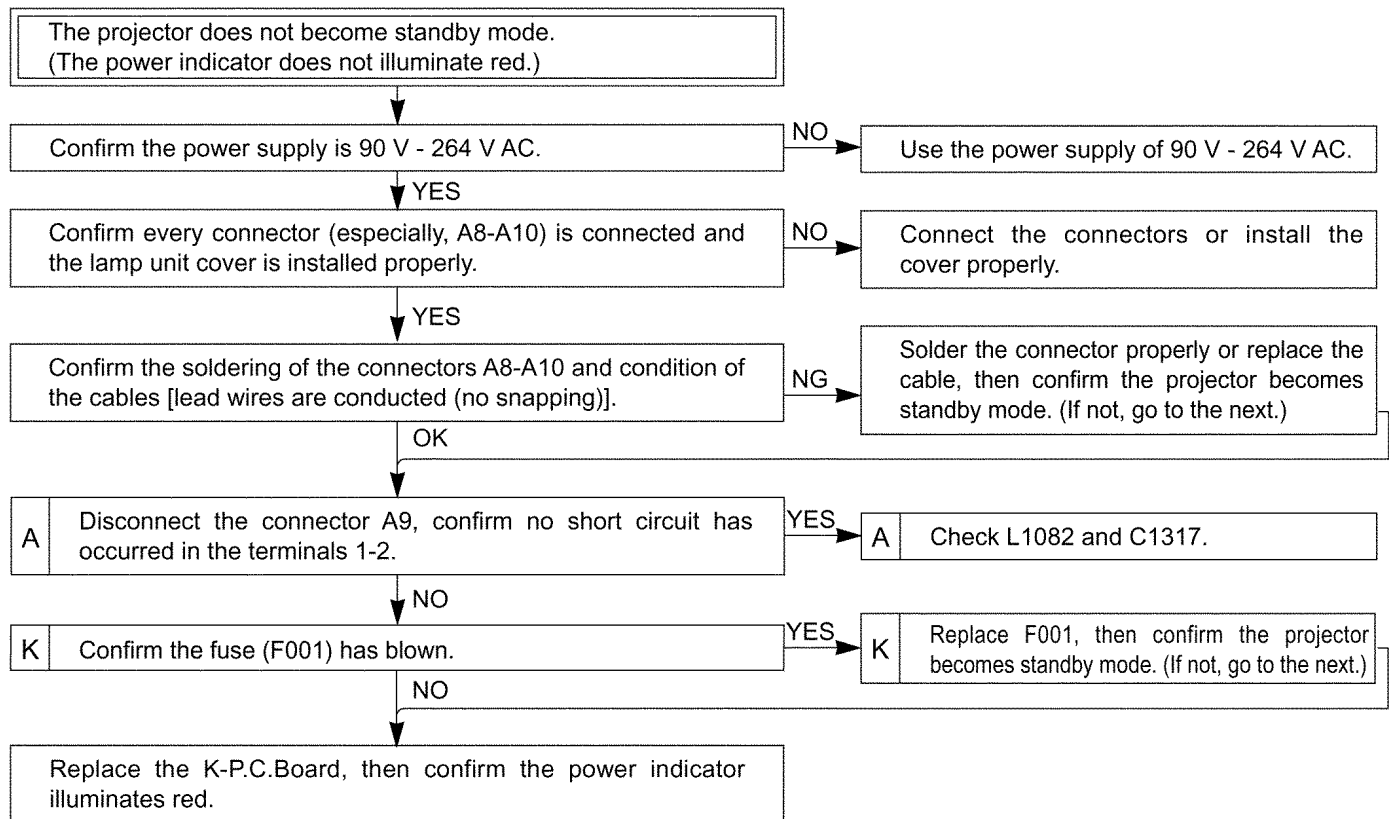 The projector does not become standby mode.
(The power indicator does not illuminate red.)
Confirm the power supply is 90 V - 264 V AC.
NO
Use the power supply of 90 V - 264 V AC.
YES
Confirm every connector (especially, A8-A10) is connected and
the lamp unit cover is installed properly.
NO
Connect the connectors or install the
cover properly.
YES
Confirm the soldering of the connectors A8-A10 and condition of
the cables [lead wires are conducted (no snapping)].
NG
Solder the connector properly or replace the
cable, then confirm the projector becomes
standby mode. (If not, go to the next.)
OK
A
Disconnect the connector A9, confirm no short circuit has
occurred in the terminals 1-2.
YES
A
Check L1082 and C1317.
NO
K
Confirm the fuse (F001) has blown.
YES
K
Replace F001, then confirm the projector
becomes standby mode. (If not, go to the next.)
NO
Replace the K-P.C.Board, then confirm the power indicator
illuminates red.